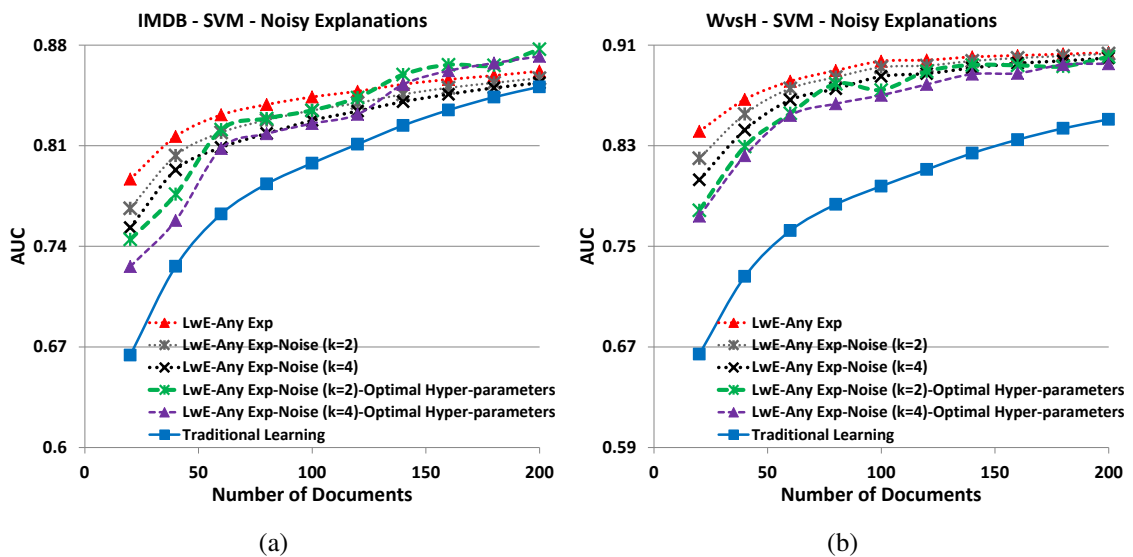 IMDB - SVM - Noisy Explanations
0.88
0.81
0.74
0.67
0.6
AUC
LwE-Any Exp
LwE-Any Exp-Noise (k=2)
LwE-Any Exp-Noise (k=4)
LwE-Any Exp-Noise (k=2)-Optimal Hyper-parameters
LwE-Any Exp-Noise (k=4)-Optimal Hyper-parameters
Traditional Learning
0 50 100 150 200
Number of Documents
(a)
WvsH - SVM - Noisy Explanations
0.91
0.83
0.75
0.67
0.59
AUC
LwE-Any Exp
LwE-Any Exp-Noise (k=2)
LwE-Any Exp-Noise (k=4)
LwE-Any Exp-Noise (k=2)-Optimal Hyper-parameters
LwE-Any Exp-Noise (k=4)-Optimal Hyper-parameters
Traditional Learning
0 50 100 150 200
Number of Documents
(b)